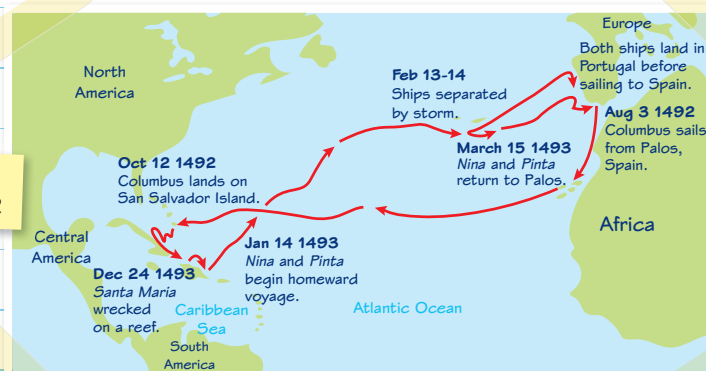 Europe
Both ships land in
Portugal before
sailing to Spain.
North
America
Feb 13-14
Ships separated
by storm.
Aug 3 1492
Columbus sails
from Palos,
Spain.
March 15 1493
Nina and Pinta
return to Palos.
Oct 12 1492
Columbus lands on
San Salvador Island.
Africa
Central
America
Jan 14 1493
Nina and Pinta
begin homeward
voyage.
Dec 24 1493
Santa Maria
wrecked
on a reef.
Caribbean
Sea
Atlantic Ocean
South
America